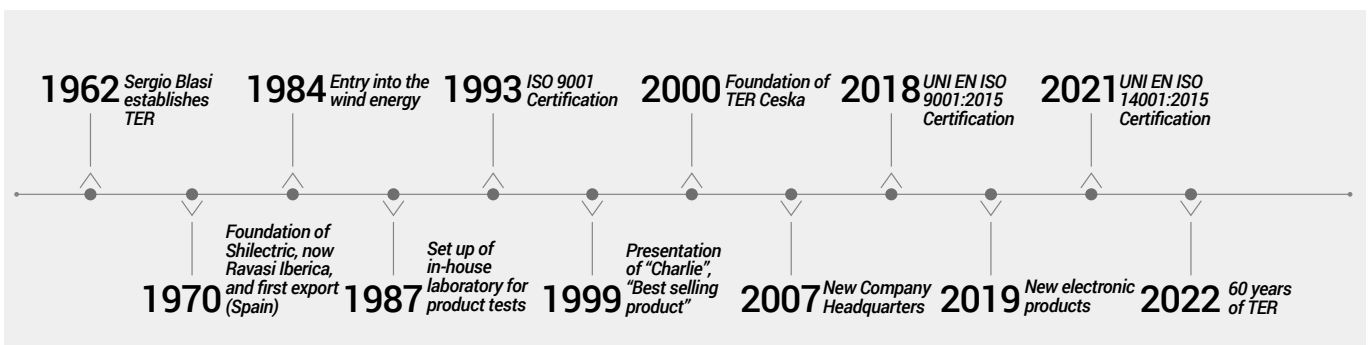 1962 Sergio Blasi
establishes
TER
1984 Entry into the
wind energy
1993 ISO 9001
Certification
2000 Foundation of
TER Ceska
2018 UNI EN ISO
9001:2015
Certification
2021 UNI EN ISO
14001:2015
Certification
Foundation of
Shilectric, now
Ravasi Iberica,
and first export
1970 (Spain)
Set up of
in-house
laboratory for
1987 product tests
Presentation
of “Charlie”,
“Best selling
1999 product”
2007 New Company
Headquarters
2019 New electronic
products
2022 60 years
of TER